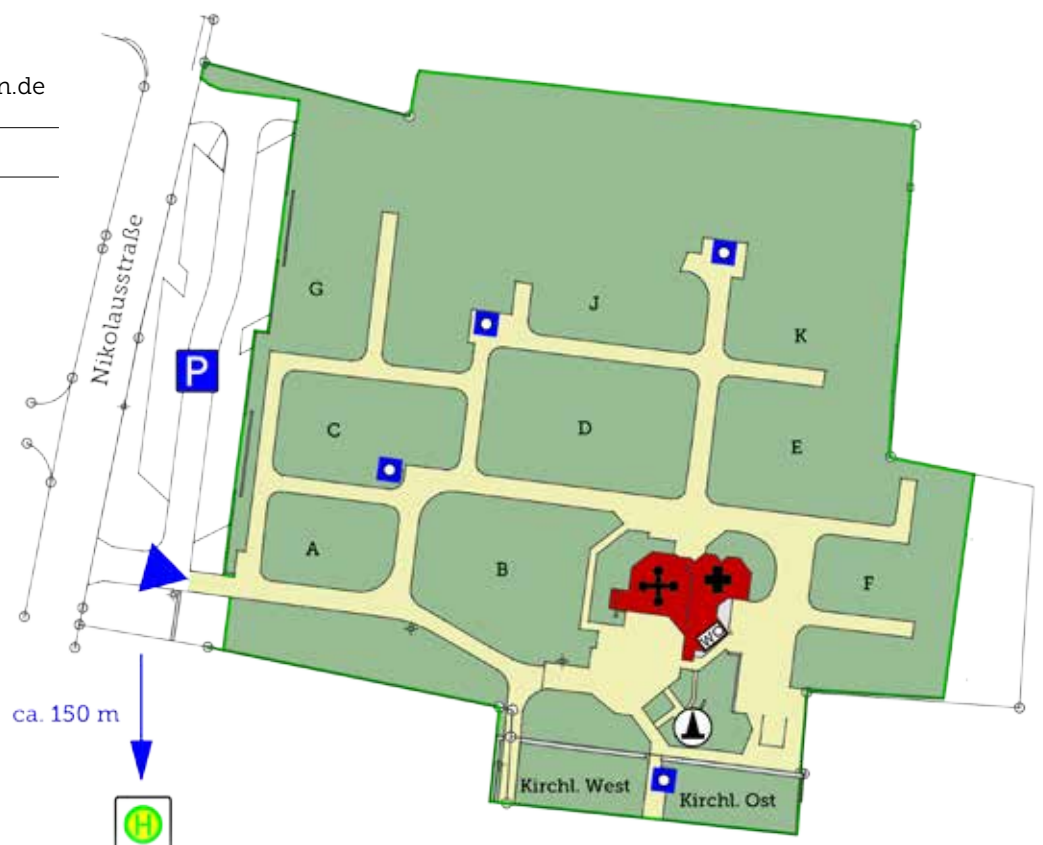 n.de
Nikolausstraße
P
G
J
K
C
D
E
A
B
F
WC
ca. 150 m
Kirchl. West
Kirchl. Ost
H